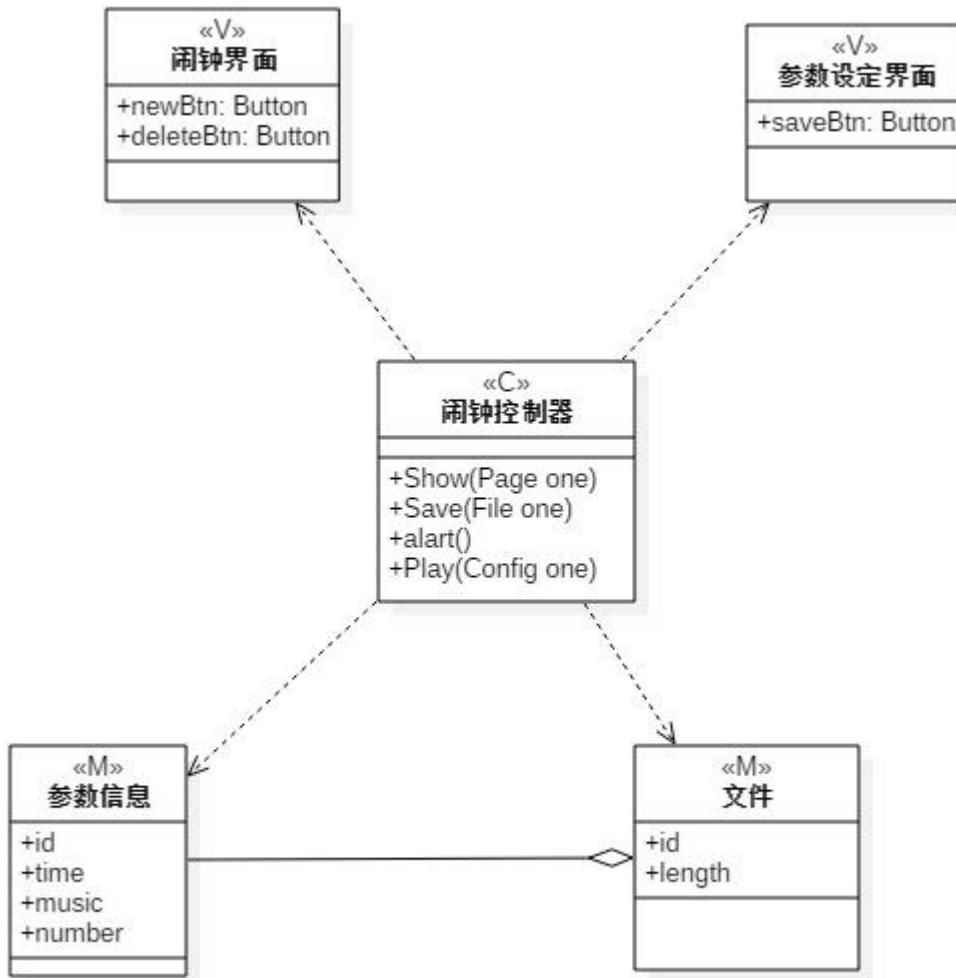 «V»
闹钟界面
+newBtn: Button
+deleteBtn: Button
«V»
参数设定界面
+saveBtn: Button
«C»
闹钟控制器
+Show(Page one)
+Save(File one)
+alart()
+Play(Config one)
«M»
参数信息
+id
+time
+music
+number
«M»
文件
+id
+length